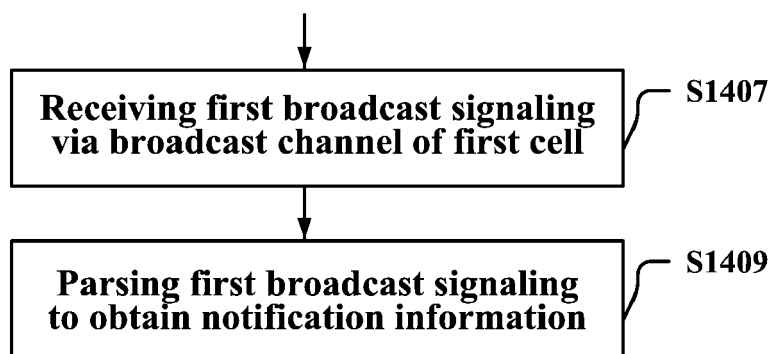 Receiving first broadcast signaling
via broadcast channel of first cell
S1407
Parsing first broadcast signaling
to obtain notification information
S1409